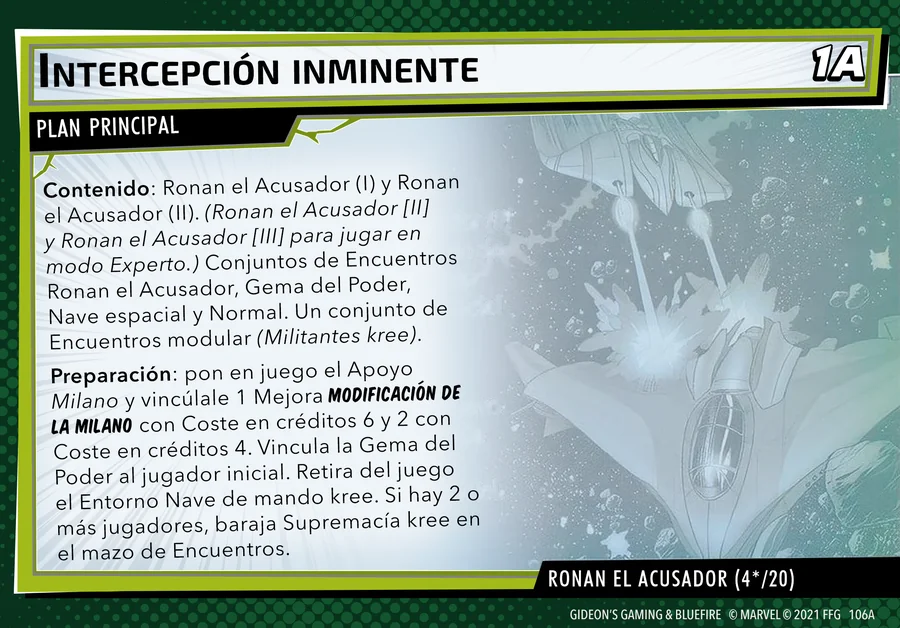 INTERCEPCIÓN INMINENTE
1A
PLAN PRINCIPAL
Contenido: Ronan el Acusador (I) y Ronan
el Acusador (II). (Ronan el Acusador [II]
y Ronan el Acusador [III] para jugar en
modo Experto.) Conjuntos de Encuentros
Ronan el Acusador, Gema del Poder,
Nave espacial y Normal. Un conjunto de
Encuentros modular (Militantes kree).
Preparación: pon en juego el Apoyo
Milano y vincúlale 1 Mejora MODIFICACIÓN DE
LA MILANO con Coste en créditos 6 y 2 con
Coste en créditos 4. Vincula la Gema del
Poder al jugador inicial. Retira del juego
el Entorno Nave de mando kree. Si hay 2 o
más jugadores, baraja Supremacía kree en
el mazo de Encuentros.
RONAN EL ACUSADOR (4*/20)
GIDEON'S GAMING & BLUEFIRE © MARVEL © 2021 FFG 106A